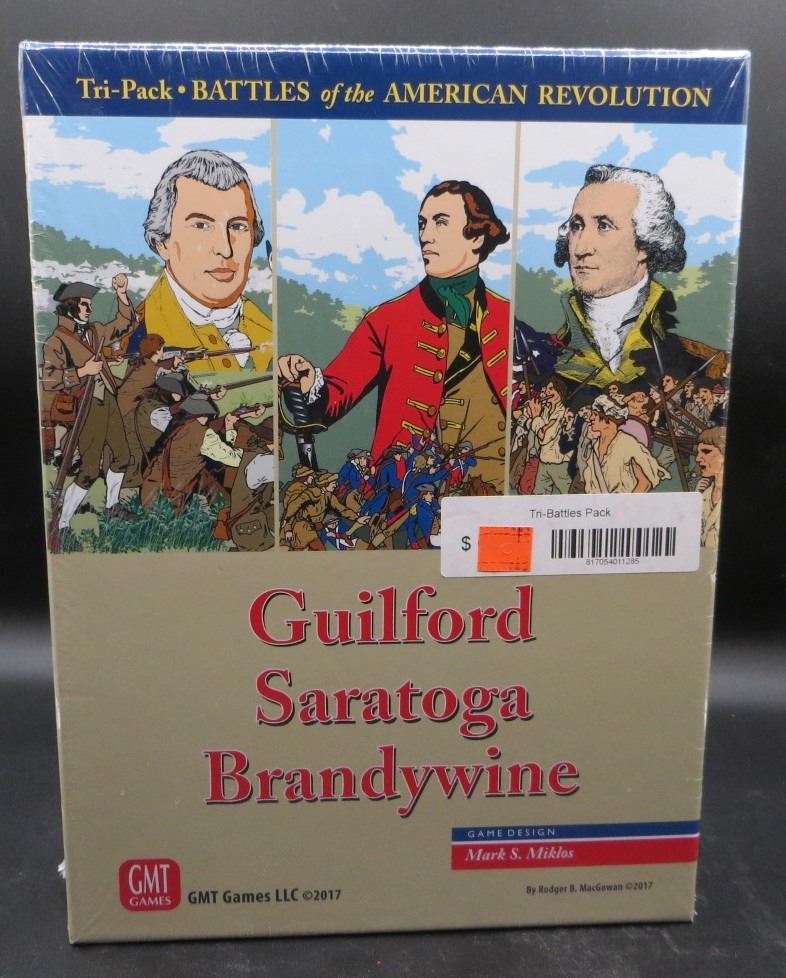 Tri-Pack • BATTLES of the AMERICAN REVOLUTION
Tri-Battles Pack
$
817054011285
Guilford
Saratoga
Brandywine
GAME DESIGN
Mark S. Miklos
GMT
GAMES
GMT Games LLC ©2017
By Rodger B. MacGowan ©2017